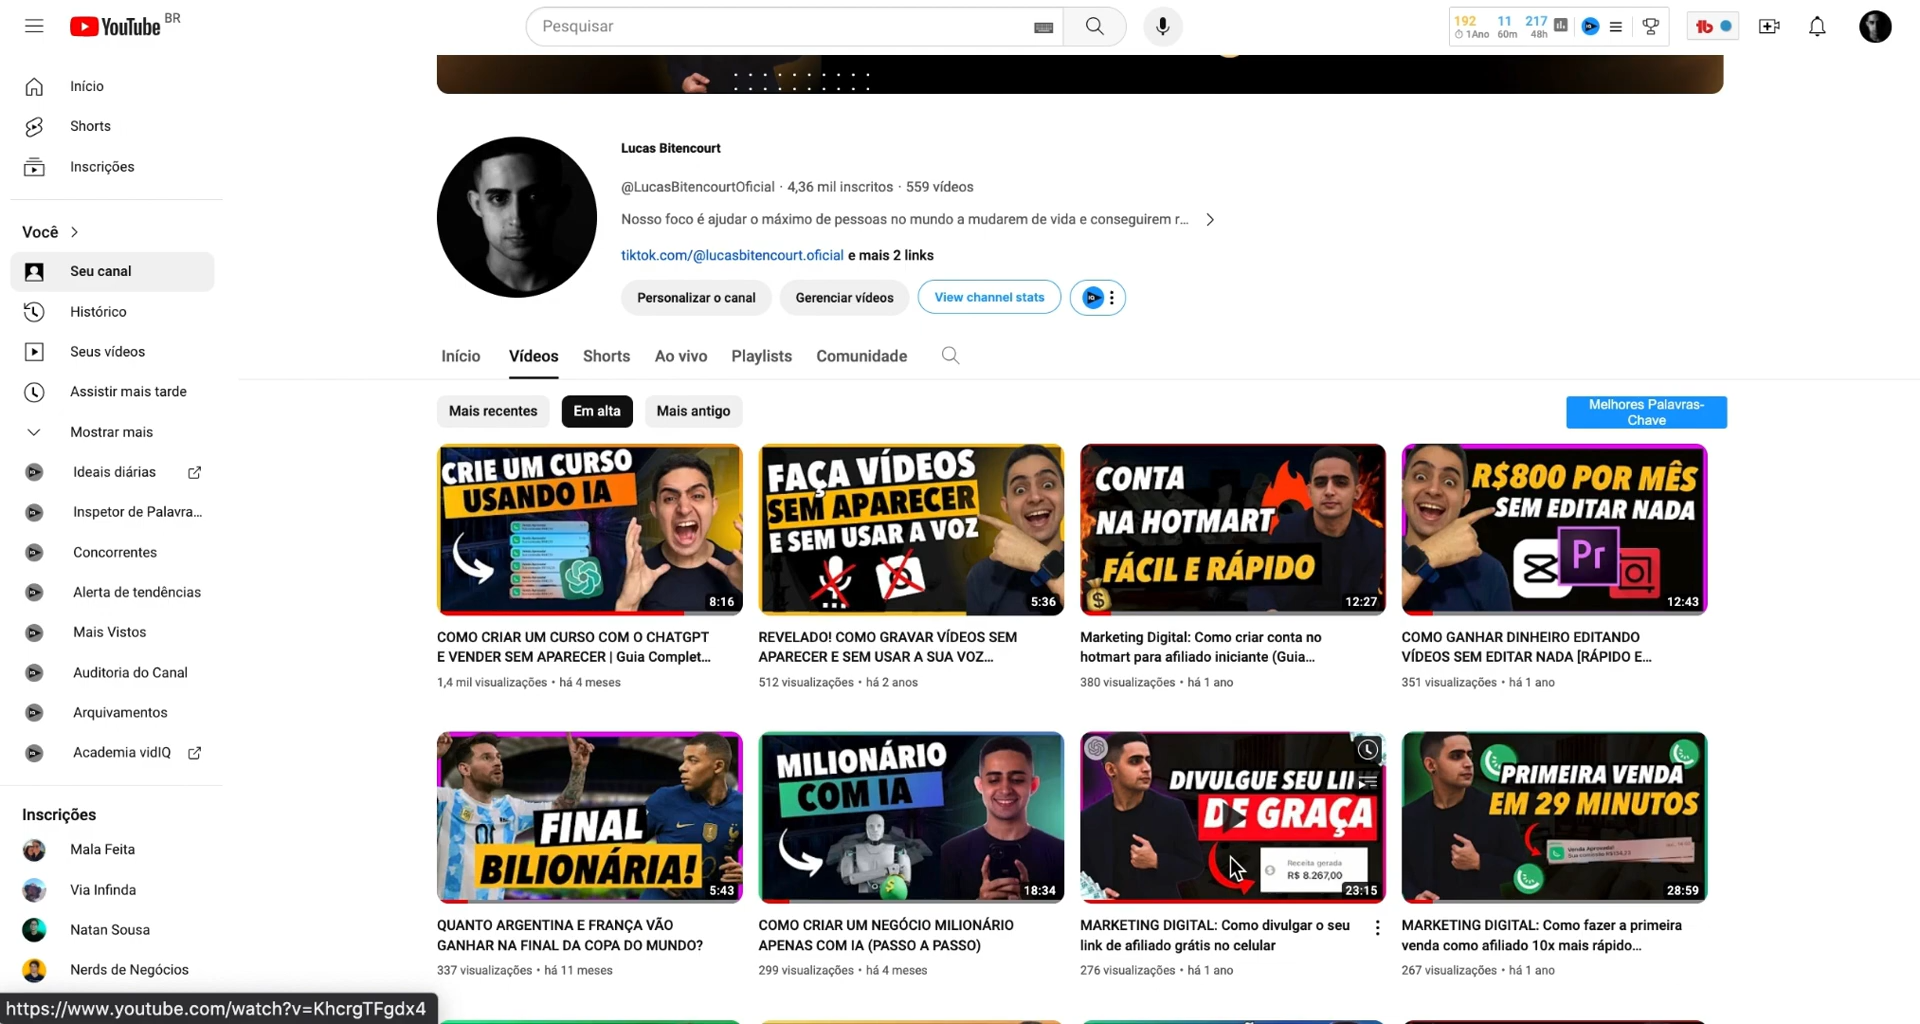 YouTube BR
Pesquisar
192 11 217
1Ano 60m 48h
Início
Shorts
Inscrições
Você
Seu canal
Histórico
Seus vídeos
Assistir mais tarde
Mostrar mais
Ideais diárias
Inspetor de Palavra...
Concorrentes
Alerta de tendências
Mais Vistos
Auditoria do Canal
Arquivamentos
Academia vidIQ
Inscrições
Mala Feita
Via Infinda
Natan Sousa
Nerds de Negócios
https://www.youtube.com/watch?v=KhcrgTFgdx4
Lucas Bitencourt
@LucasBitencourtOficial · 4,36 mil inscritos · 559 vídeos
Nosso foco é ajudar o máximo de pessoas no mundo a mudarem de vida e conseguirem r...
tiktok.com/@lucasbitencourt.oficial e mais 2 links
Personalizar o canal Gerenciar vídeos View channel stats
Início Vídeos Shorts Ao vivo Playlists Comunidade
Mais recentes Em alta Mais antigo
Melhores Palavras-
Chave
CRIE UM CURSO
USANDO IA
8:16
COMO CRIAR UM CURSO COM O CHATGPT
E VENDER SEM APARECER | Guia Complet...
1,4 mil visualizações • há 4 meses
FAÇA VÍDEOS
SEM APARECER
E SEM USAR A VOZ
5:36
REVELADO! COMO GRAVAR VÍDEOS SEM
APARECER E SEM USAR A SUA VOZ...
512 visualizações • há 2 anos
CONTA
NA HOTMART
FÁCIL E RÁPIDO
12:27
Marketing Digital: Como criar conta no
hotmart para afiliado iniciante (Guia...
380 visualizações • há 1 ano
R$800 POR MÊS
SEM EDITAR NADA
Pr
12:43
COMO GANHAR DINHEIRO EDITANDO
VÍDEOS SEM EDITAR NADA [RÁPIDO E...
351 visualizações • há 1 ano
10
FINAL
BILIONÁRIA!
5:43
QUANTO ARGENTINA E FRANÇA VÃO
GANHAR NA FINAL DA COPA DO MUNDO?
337 visualizações • há 11 meses
MILIONÁRIO
COM IA
18:34
COMO CRIAR UM NEGÓCIO MILIONÁRIO
APENAS COM IA (PASSO A PASSO)
299 visualizações • há 4 meses
DIVULGUE SEU LI
DE GRAÇA
Receita gerada
R$ 8.267,00
23:15
MARKETING DIGITAL: Como divulgar o seu
link de afiliado grátis no celular
276 visualizações • há 1 ano
PRIMEIRA VENDA
EM 29 MINUTOS
Venda Aprovada!
28:59
MARKETING DIGITAL: Como fazer a primeira
venda como afiliado 10x mais rápido...
267 visualizações • há 1 ano